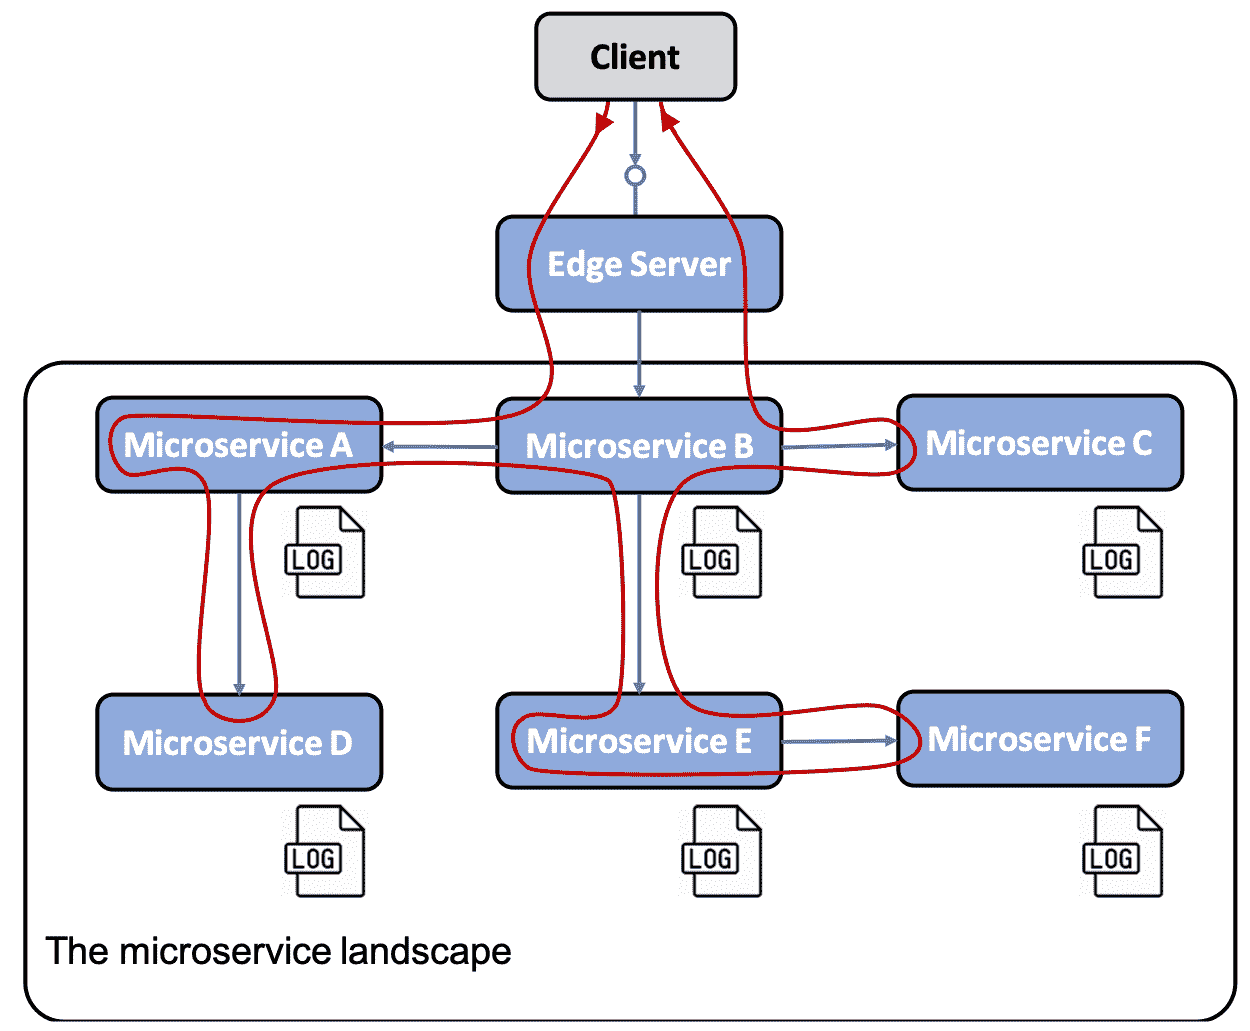 Client
Edge Server
Microservice A
Microservice B
Microservice C
LOG
LOG
LOG
Microservice D
Microservice E
Microservice F
LOG
LOG
LOG
The microservice landscape